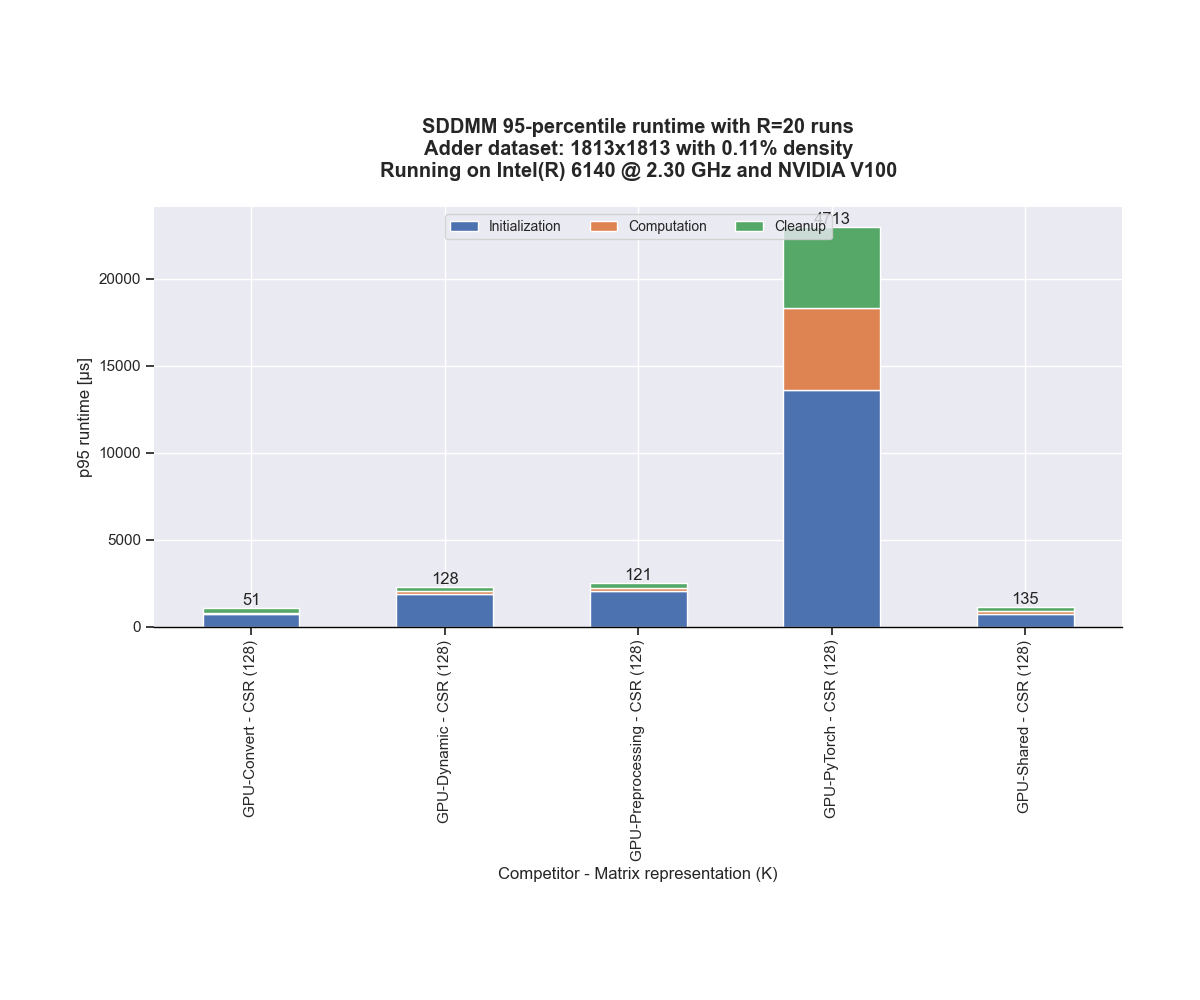 SDDMM 95-percentile runtime with R=20 runs
Adder dataset: 1813x1813 with 0.11% density
Running on Intel(R) 6140 @ 2.30 GHz and NVIDIA V100
4713
Initialization
Computation
Cleanup
20000
15000
10000
5000
0
p95 runtime [µs]
51
128
121
135
GPU-Convert - CSR (128)
GPU-Dynamic - CSR (128)
GPU-Preprocessing - CSR (128)
GPU-PyTorch - CSR (128)
GPU-Shared - CSR (128)
Competitor - Matrix representation (K)